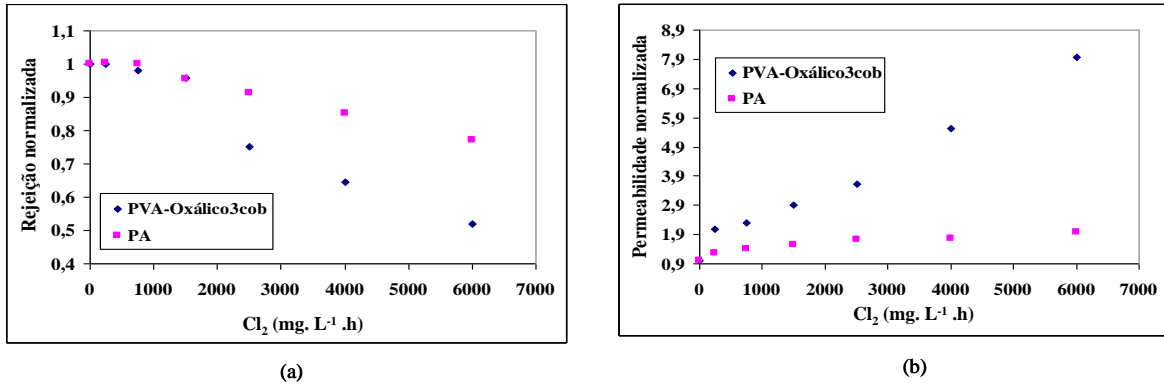 1,1
1
0,9
0,8
0,7
0,6
0,5
0,4
Rejeição normalizada
PVA-Oxálico3cob
PA
0 1000 2000 3000 4000 5000 6000 7000
Cl₂ (mg. L⁻¹ .h)
(a)
8,9
7,9
6,9
5,9
4,9
3,9
2,9
1,9
0,9
Permeabilidade normalizada
PVA-Oxálico3cob
PA
0 1000 2000 3000 4000 5000 6000 7000
Cl₂ (mg. L⁻¹ .h)
(b)